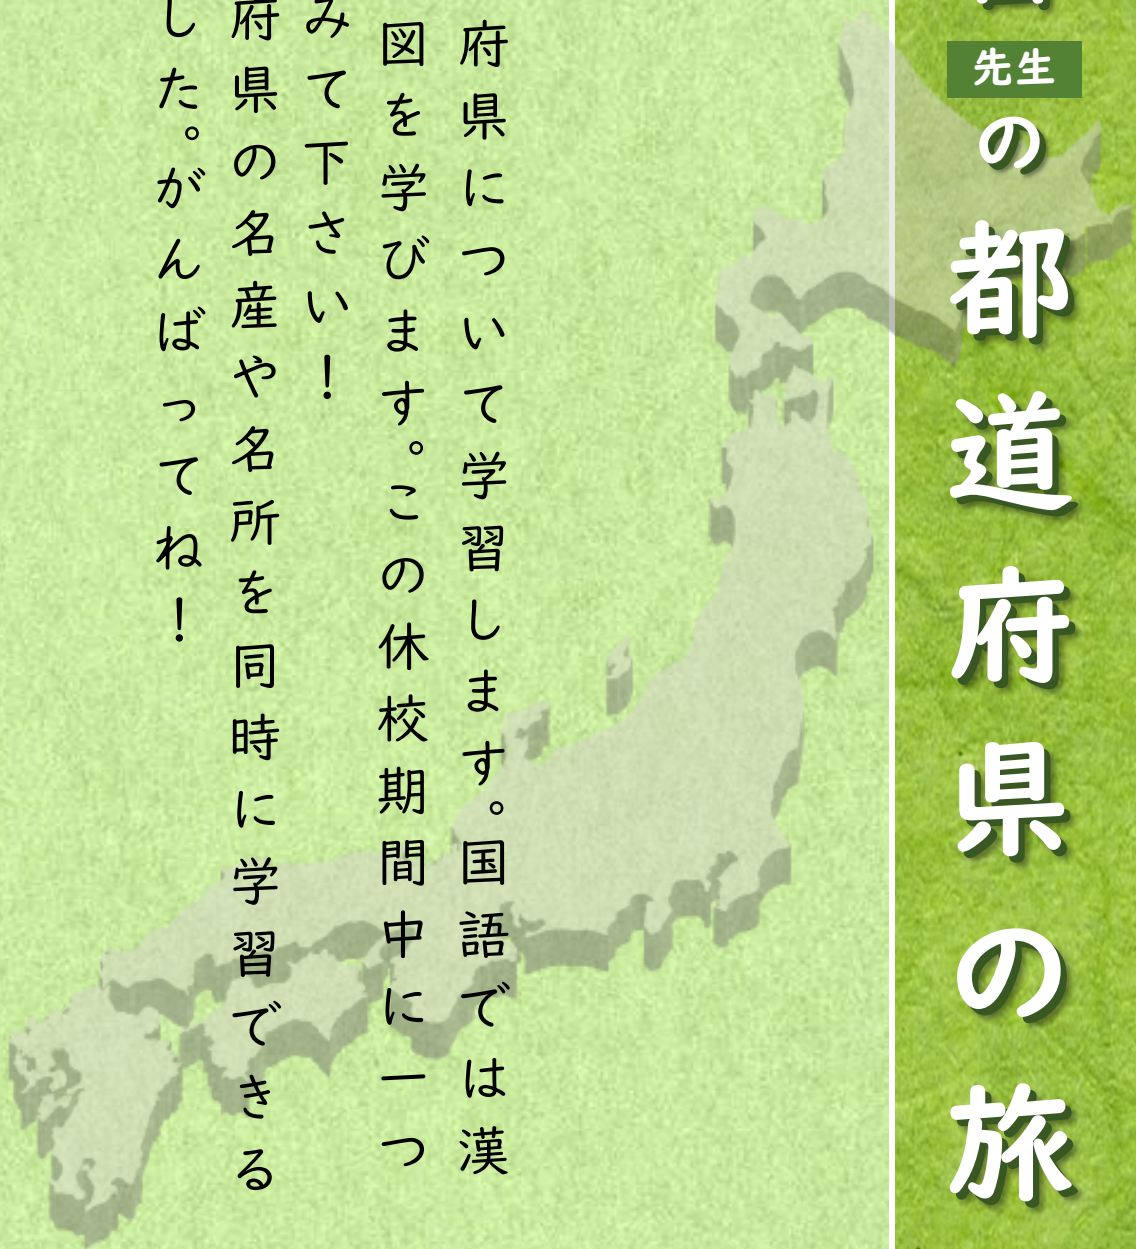 先生
の
都道府県の旅
府県について学習します。国語では漢
図を学びます。この休校期間中に一つ
みて下さい！
府県の名産や名所を同時に学習できる
した。がんばってね！